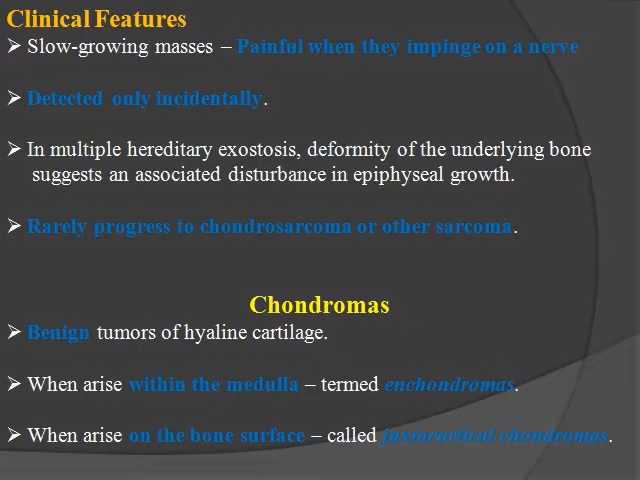 Clinical Features
➢ Slow-growing masses – Painful when they impinge on a nerve
➢ Detected only incidentally.
➢ In multiple hereditary exostosis, deformity of the underlying bone
suggests an associated disturbance in epiphyseal growth.
➢ Rarely progress to chondrosarcoma or other sarcoma.
Chondromas
➢ Benign tumors of hyaline cartilage.
➢ When arise within the medulla – termed enchondromas.
➢ When arise on the bone surface – called juxtacortical chondromas.